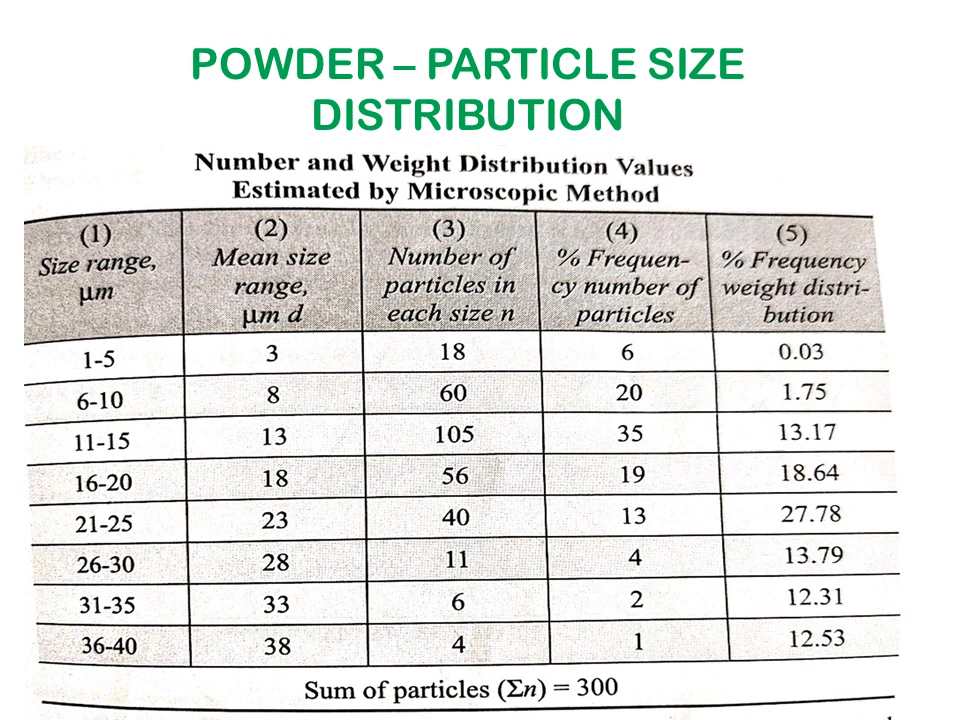 POWDER – PARTICLE SIZE
DISTRIBUTION
Number and Weight Distribution Values
Estimated by Microscopic Method
(1) (2) (3) (4) (5)
Size range, Mean size Number of % Frequen- % Frequency
µm range, particles in cy number of weight distri-
µm d each size n particles bution
1-5 3 18 6 0.03
6-10 8 60 20 1.75
11-15 13 105 35 13.17
16-20 18 56 19 18.64
21-25 23 40 13 27.78
26-30 28 11 4 13.79
31-35 33 6 2 12.31
36-40 38 4 1 12.53
Sum of particles (Σn) = 300